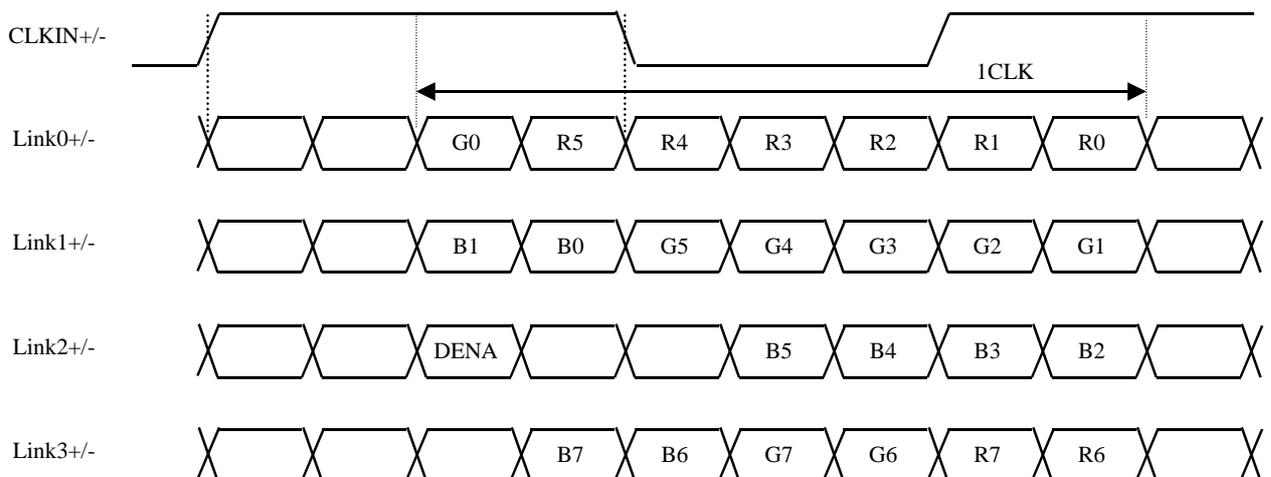 CLKIN+/-
1CLK
Link0+/- G0 R5 R4 R3 R2 R1 R0
Link1+/- B1 B0 G5 G4 G3 G2 G1
Link2+/- DENA B5 B4 B3 B2
Link3+/- B7 B6 G7 G6 R7 R6